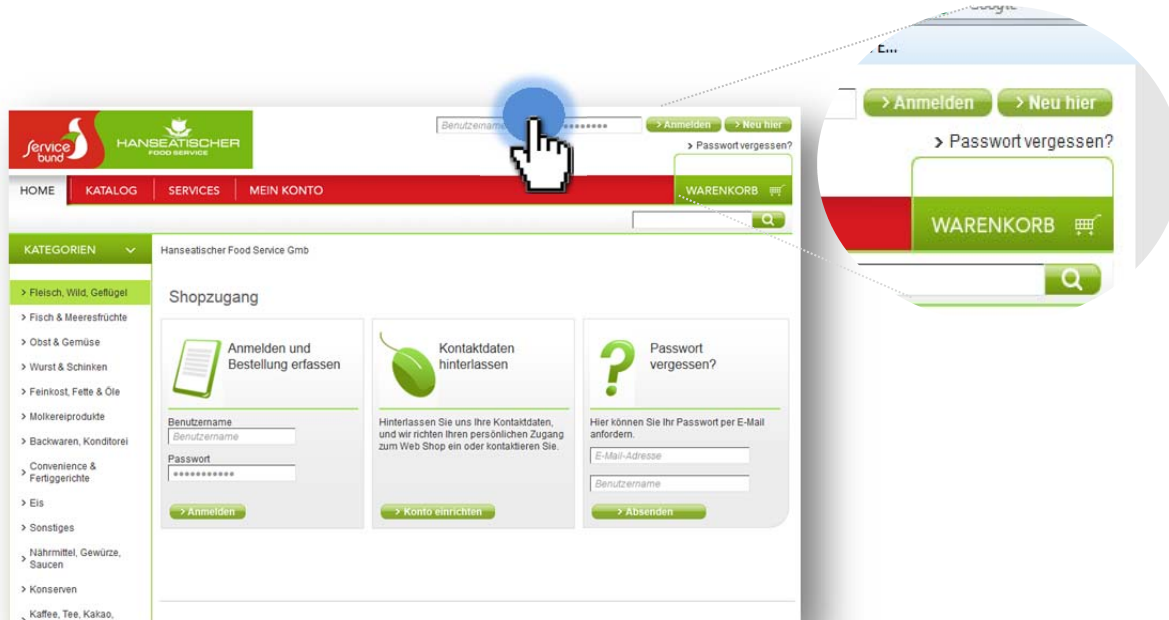 Google
E...
> Anmelden > Neu hier
> Passwort vergessen?
WARENKORB
service
bund
HANSEATISCHER
FOOD SERVICE
Benutzername
> Anmelden > Neu hier
> Passwort vergessen?
HOME KATALOG SERVICES MEIN KONTO WARENKORB
KATEGORIEN
Hanseatischer Food Service Gmb
> Fleisch, Wild, Geflügel
> Fisch & Meeresfrüchte
> Obst & Gemüse
> Wurst & Schinken
> Feinkost, Fette & Öle
> Molkereiprodukte
> Backwaren, Konditorei
> Convenience &
Fertiggerichte
> Eis
> Sonstiges
> Nährmittel, Gewürze,
Saucen
> Konserven
> Kaffee, Tee, Kakao,
Shopzugang
Anmelden und
Bestellung erfassen
Benutzername
Benutzername
Passwort
***********
> Anmelden
Kontaktdaten
hinterlassen
Hinterlassen Sie uns Ihre Kontaktdaten,
und wir richten Ihren persönlichen Zugang
zum Web Shop ein oder kontaktieren Sie.
> Konto einrichten
?
Passwort
vergessen?
Hier können Sie Ihr Passwort per E-Mail
anfordern.
E-Mail-Adresse
Benutzername
> Absenden